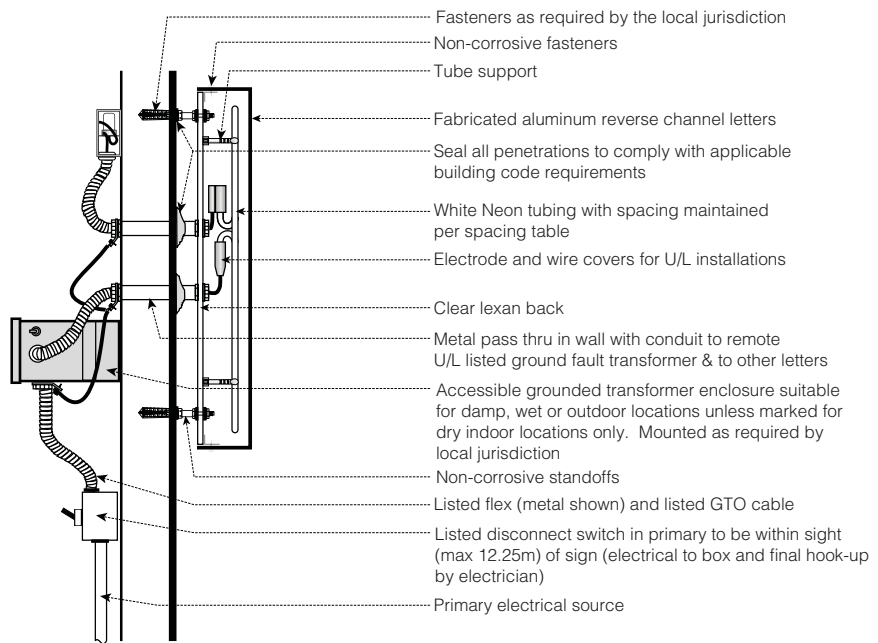 Fasteners as required by the local jurisdiction
Non-corrosive fasteners
Tube support
Fabricated aluminum reverse channel letters
Seal all penetrations to comply with applicable
building code requirements
White Neon tubing with spacing maintained
per spacing table
Electrode and wire covers for U/L installations
Clear lexan back
Metal pass thru in wall with conduit to remote
U/L listed ground fault transformer & to other letters
Accessible grounded transformer enclosure suitable
for damp, wet or outdoor locations unless marked for
dry indoor locations only.  Mounted as required by
local jurisdiction
Non-corrosive standoffs
Listed flex (metal shown) and listed GTO cable
Listed disconnect switch in primary to be within sight
(max 12.25m) of sign (electrical to box and final hook-up
by electrician)
Primary electrical source